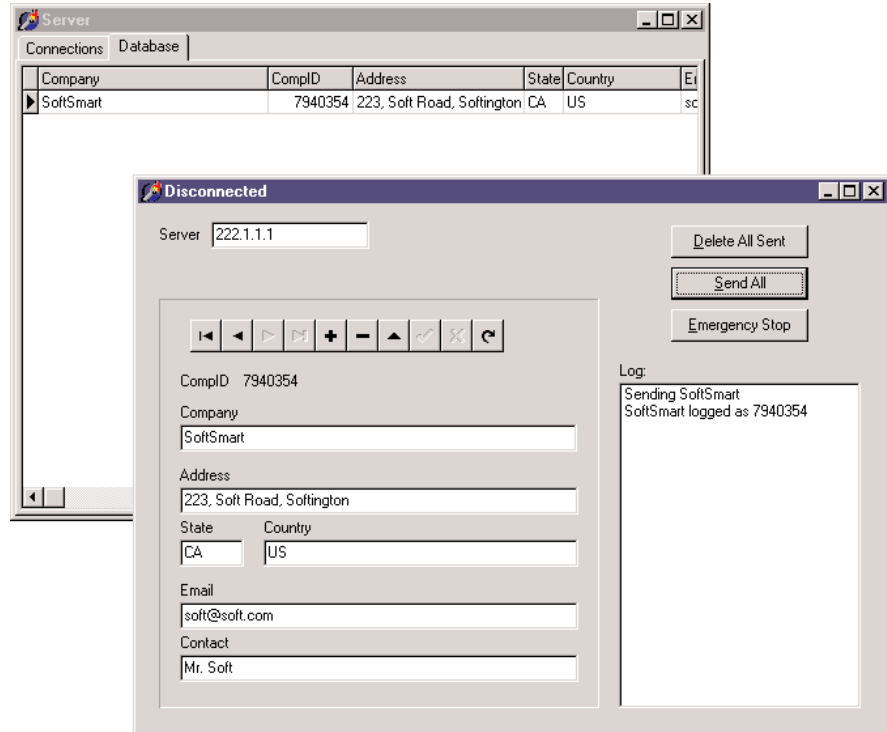 Server
Connections Database
Company CompID Address State Country
SoftSmart 7940354 223, Soft Road, Softington CA US
Disconnected
Server 222.1.1.1
Delete All Sent
Send All
Emergency Stop
CompID 7940354
Company
SoftSmart
Address
223, Soft Road, Softington
State Country
CA US
Email
soft@soft.com
Contact
Mr. Soft
Log:
Sending SoftSmart
SoftSmart logged as 7940354